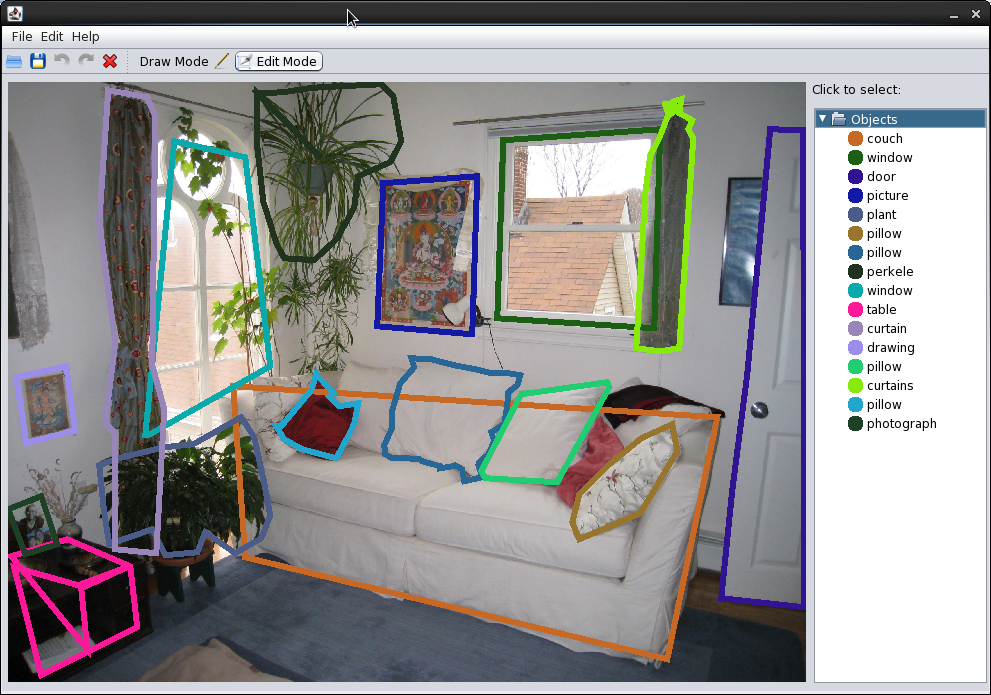 File Edit Help
Draw Mode Edit Mode
Click to select:
Objects
couch
window
door
picture
plant
pillow
pillow
perkele
window
table
curtain
drawing
pillow
curtains
pillow
photograph